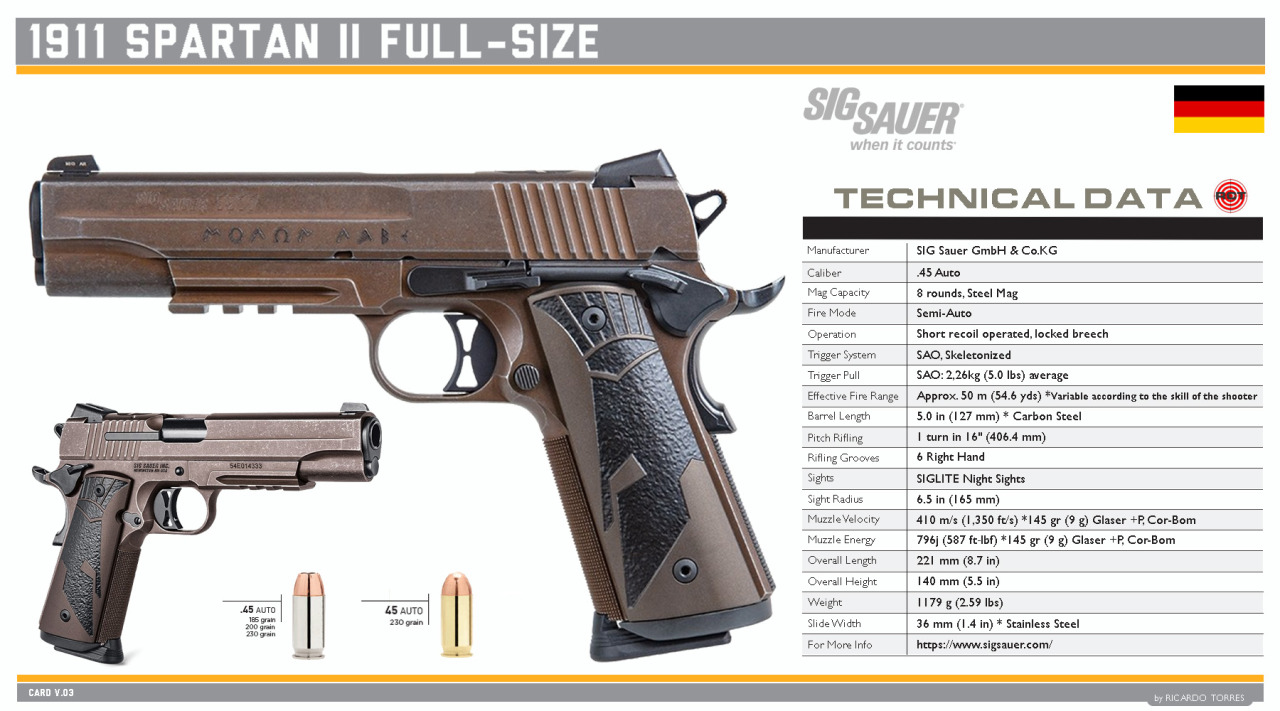 1911 SPARTAN II FULL-SIZE
SIG SAUER®
when it counts
TECHNICAL DATA
RCT
Manufacturer SIG Sauer GmbH & Co.KG
Caliber .45 Auto
Mag Capacity 8 rounds, Steel Mag
Fire Mode Semi-Auto
Operation Short recoil operated, locked breech
Trigger System SAO, Skeletonized
Trigger Pull SAO: 2,26kg (5.0 lbs) average
Effective Fire Range Approx. 50 m (54.6 yds) *Variable according to the skill of the shooter
Barrel Length 5.0 in (127 mm) * Carbon Steel
Pitch Rifling 1 turn in 16" (406.4 mm)
Rifling Grooves 6 Right Hand
Sights SIGLITE Night Sights
Sight Radius 6.5 in (165 mm)
Muzzle Velocity 410 m/s (1,350 ft/s) *145 gr (9 g) Glaser +P, Cor-Bom
Muzzle Energy 796j (587 ft-lbf) *145 gr (9 g) Glaser +P, Cor-Bom
Overall Length 221 mm (8.7 in)
Overall Height 140 mm (5.5 in)
Weight 1179 g (2.59 lbs)
Slide Width 36 mm (1.4 in) * Stainless Steel
For More Info https://www.sigsauer.com/
ΜΟΛΩΝ ΛΑΒΕ
SIG SAUER INC.
54E014333
.45 AUTO
185 grain
200 grain
230 grain
45 AUTO
230 grain
CARD V.03
by RICARDO TORRES